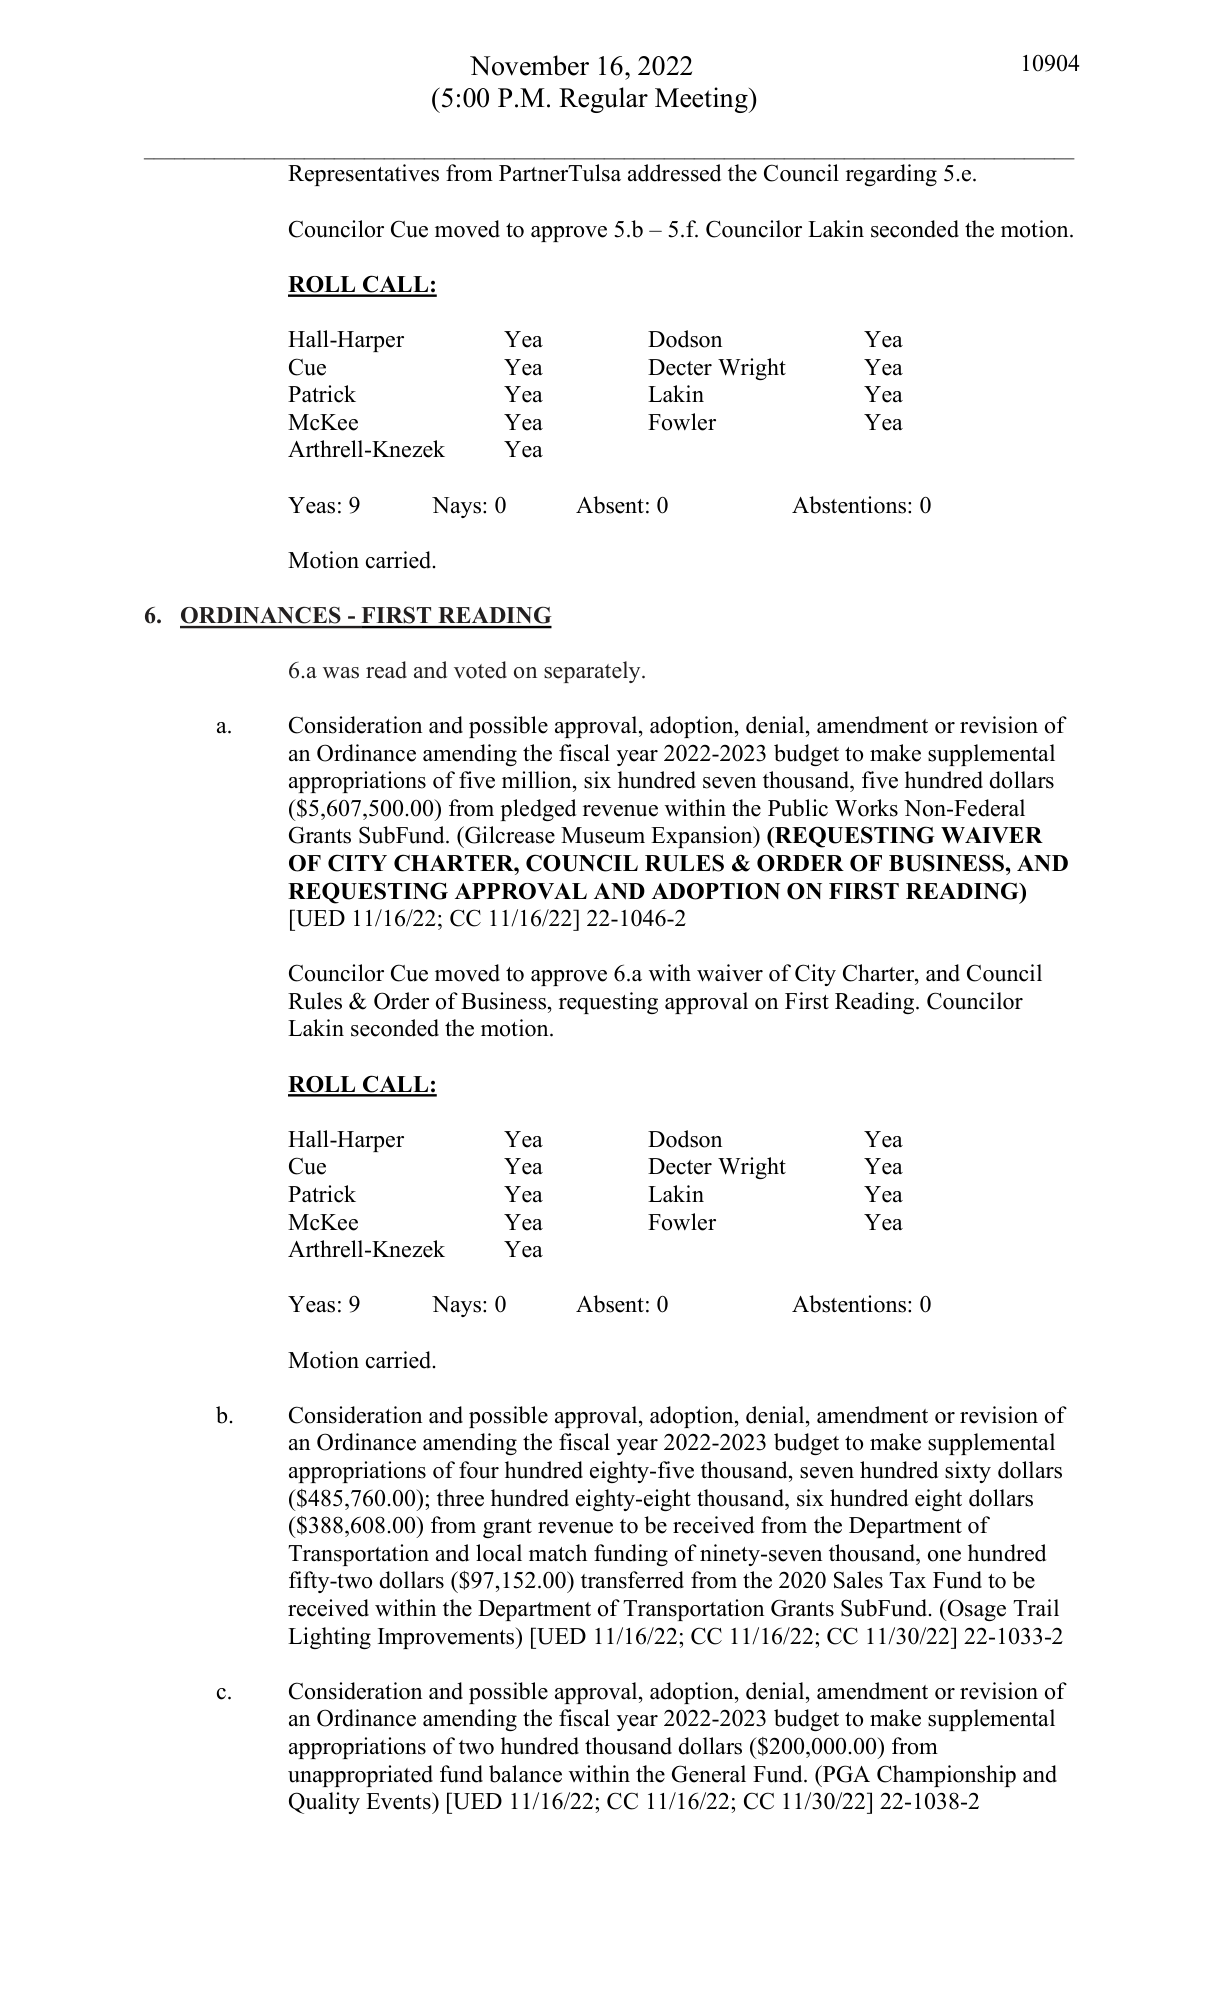 November 16, 2022
10904
(5:00 P.M. Regular Meeting)
Representatives from PartnerTulsa addressed the Council regarding 5.e.
Councilor Cue moved to approve 5.b – 5.f. Councilor Lakin seconded the motion.
ROLL CALL:
Hall-Harper Yea Dodson Yea
Cue Yea Decter Wright Yea
Patrick Yea Lakin Yea
McKee Yea Fowler Yea
Arthrell-Knezek Yea
Yeas: 9 Nays: 0 Absent: 0 Abstentions: 0
Motion carried.
6. ORDINANCES - FIRST READING
6.a was read and voted on separately.
a. Consideration and possible approval, adoption, denial, amendment or revision of
an Ordinance amending the fiscal year 2022-2023 budget to make supplemental
appropriations of five million, six hundred seven thousand, five hundred dollars
($5,607,500.00) from pledged revenue within the Public Works Non-Federal
Grants SubFund. (Gilcrease Museum Expansion) (REQUESTING WAIVER
OF CITY CHARTER, COUNCIL RULES & ORDER OF BUSINESS, AND
REQUESTING APPROVAL AND ADOPTION ON FIRST READING)
[UED 11/16/22; CC 11/16/22] 22-1046-2
Councilor Cue moved to approve 6.a with waiver of City Charter, and Council
Rules & Order of Business, requesting approval on First Reading. Councilor
Lakin seconded the motion.
ROLL CALL:
Hall-Harper Yea Dodson Yea
Cue Yea Decter Wright Yea
Patrick Yea Lakin Yea
McKee Yea Fowler Yea
Arthrell-Knezek Yea
Yeas: 9 Nays: 0 Absent: 0 Abstentions: 0
Motion carried.
b. Consideration and possible approval, adoption, denial, amendment or revision of
an Ordinance amending the fiscal year 2022-2023 budget to make supplemental
appropriations of four hundred eighty-five thousand, seven hundred sixty dollars
($485,760.00); three hundred eighty-eight thousand, six hundred eight dollars
($388,608.00) from grant revenue to be received from the Department of
Transportation and local match funding of ninety-seven thousand, one hundred
fifty-two dollars ($97,152.00) transferred from the 2020 Sales Tax Fund to be
received within the Department of Transportation Grants SubFund. (Osage Trail
Lighting Improvements) [UED 11/16/22; CC 11/16/22; CC 11/30/22] 22-1033-2
c. Consideration and possible approval, adoption, denial, amendment or revision of
an Ordinance amending the fiscal year 2022-2023 budget to make supplemental
appropriations of two hundred thousand dollars ($200,000.00) from
unappropriated fund balance within the General Fund. (PGA Championship and
Quality Events) [UED 11/16/22; CC 11/16/22; CC 11/30/22] 22-1038-2